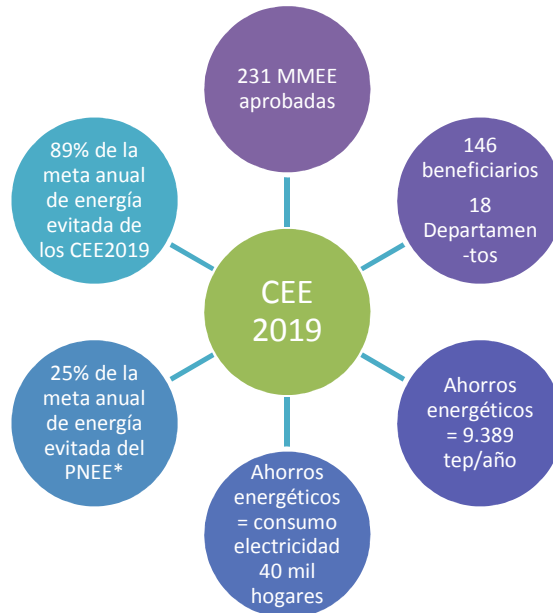 231 MMEE
aprobadas
146
beneficiarios
18
Departamen
-tos
Ahorros
energéticos
= 9.389
tep/año
Ahorros
energéticos
= consumo
electricidad
40 mil
hogares
25% de la
meta anual
de energía
evitada del
PNEE*
89% de la
meta anual
de energía
evitada de
los CEE2019
CEE
2019